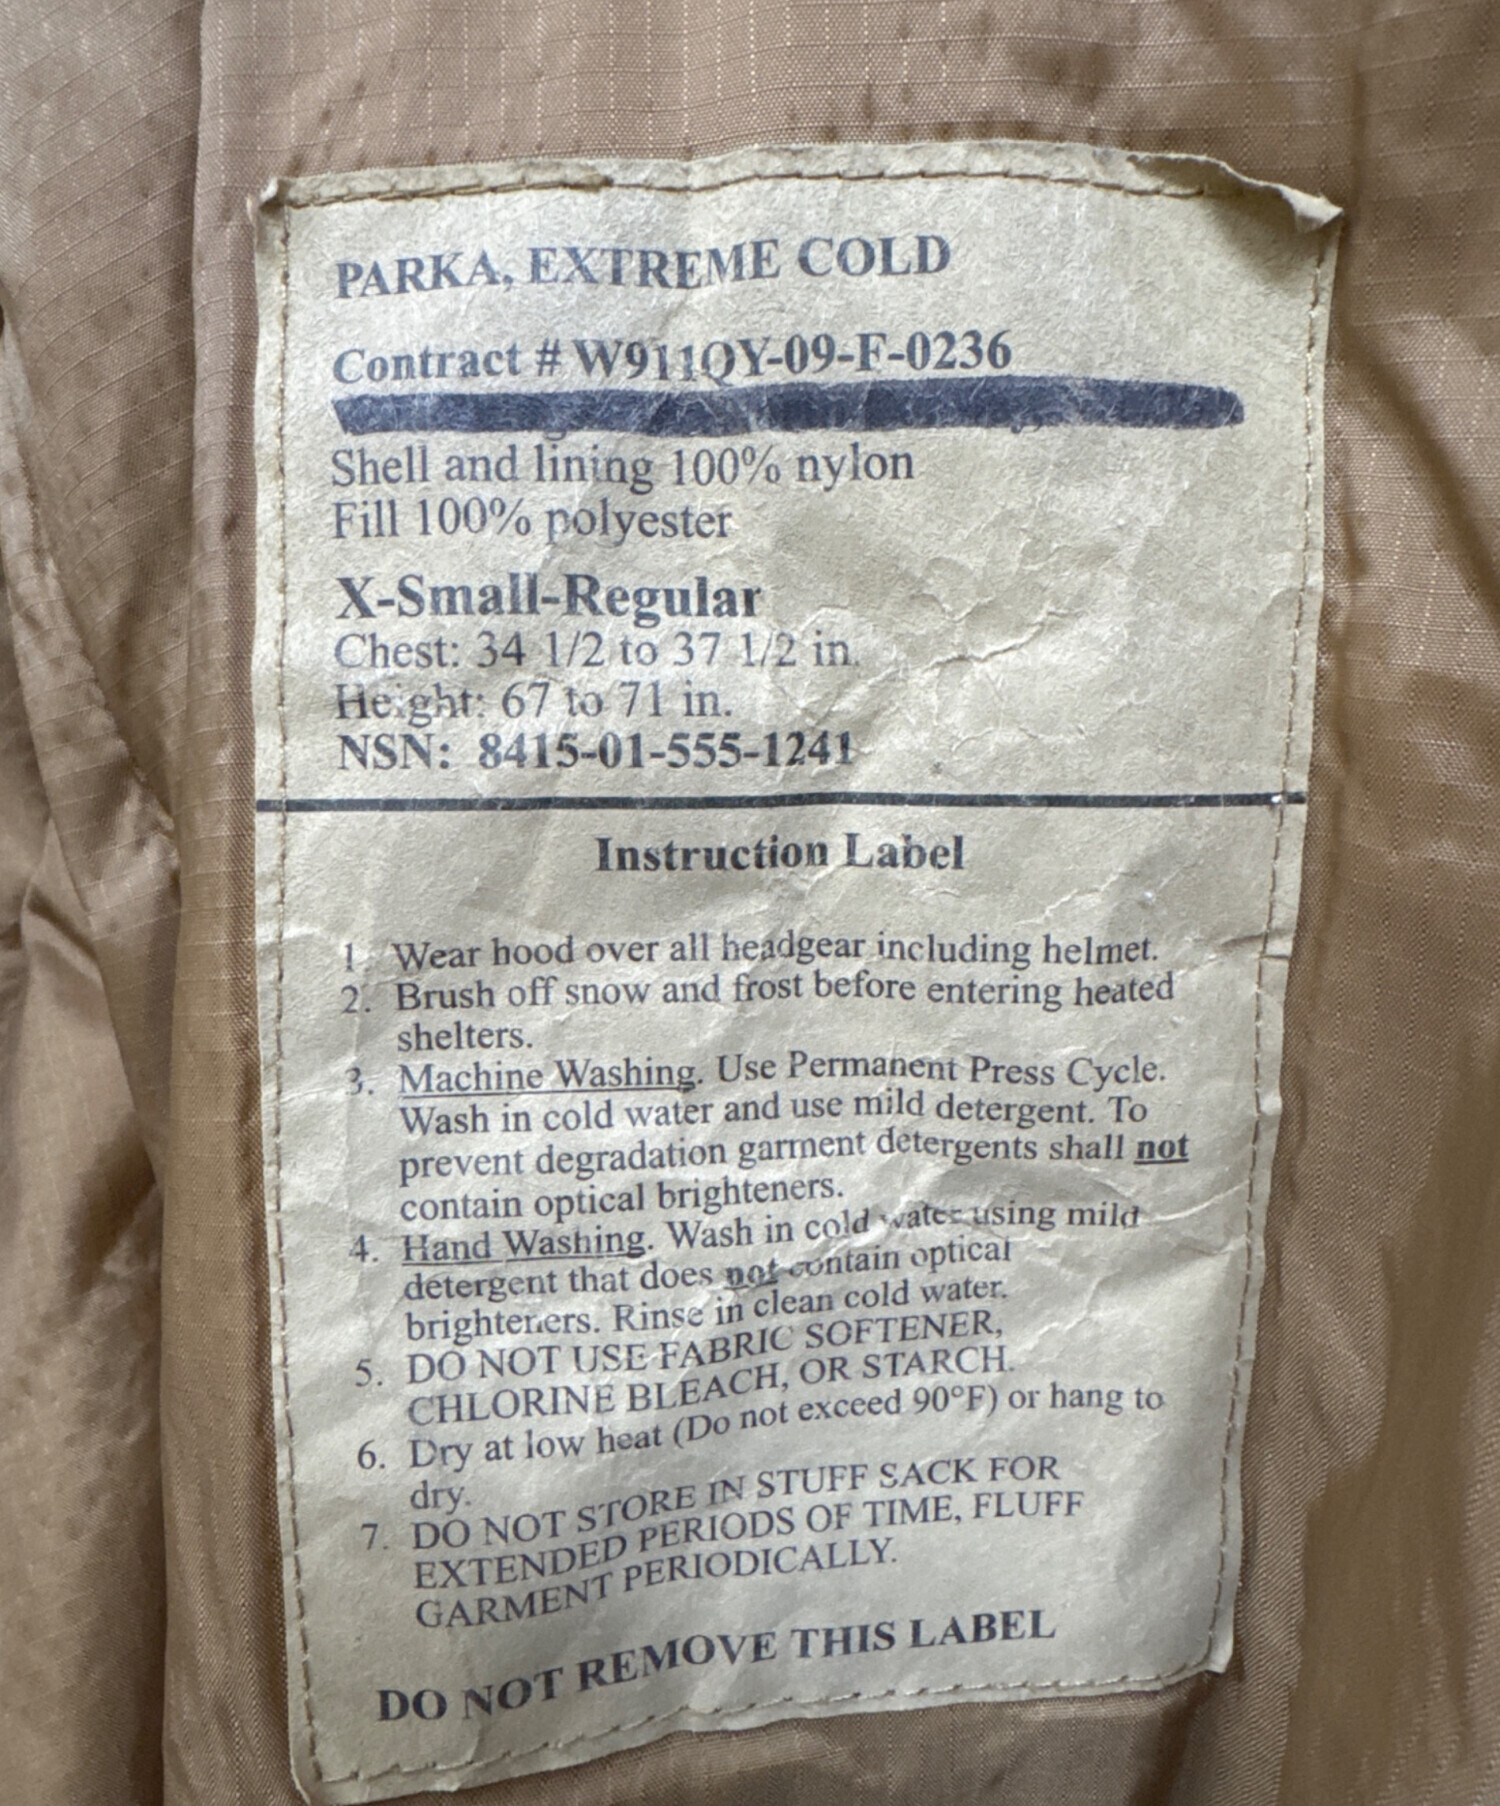 PARKA, EXTREME COLD
Contract # W911QY-09-F-0236
Shell and lining 100% nylon
Fill 100% polyester
X-Small-Regular
Chest: 34 1/2 to 37 1/2 in.
Height: 67 to 71 in.
NSN: 8415-01-555-1241
Instruction Label
1. Wear hood over all headgear including helmet.
2. Brush off snow and frost before entering heated
shelters.
3. Machine Washing. Use Permanent Press Cycle.
Wash in cold water and use mild detergent. To
prevent degradation garment detergents shall not
contain optical brighteners.
4. Hand Washing. Wash in cold water using mild
detergent that does not contain optical
brighteners. Rinse in clean cold water.
5. DO NOT USE FABRIC SOFTENER,
CHLORINE BLEACH, OR STARCH.
6. Dry at low heat (Do not exceed 90°F) or hang to
dry.
7. DO NOT STORE IN STUFF SACK FOR
EXTENDED PERIODS OF TIME, FLUFF
GARMENT PERIODICALLY.
DO NOT REMOVE THIS LABEL